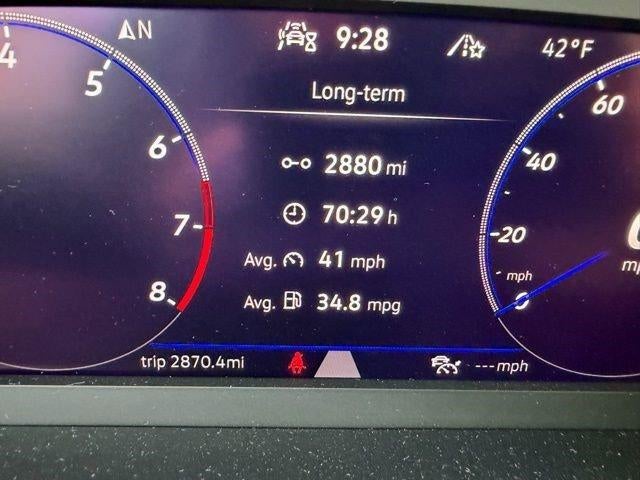 N 9:28 42°F
Long-term
2880 mi
70:29 h
Avg. 41 mph
Avg. 34.8 mpg
trip 2870.4mi --- mph
4
5
6
7
8
60
40
20
mph
0